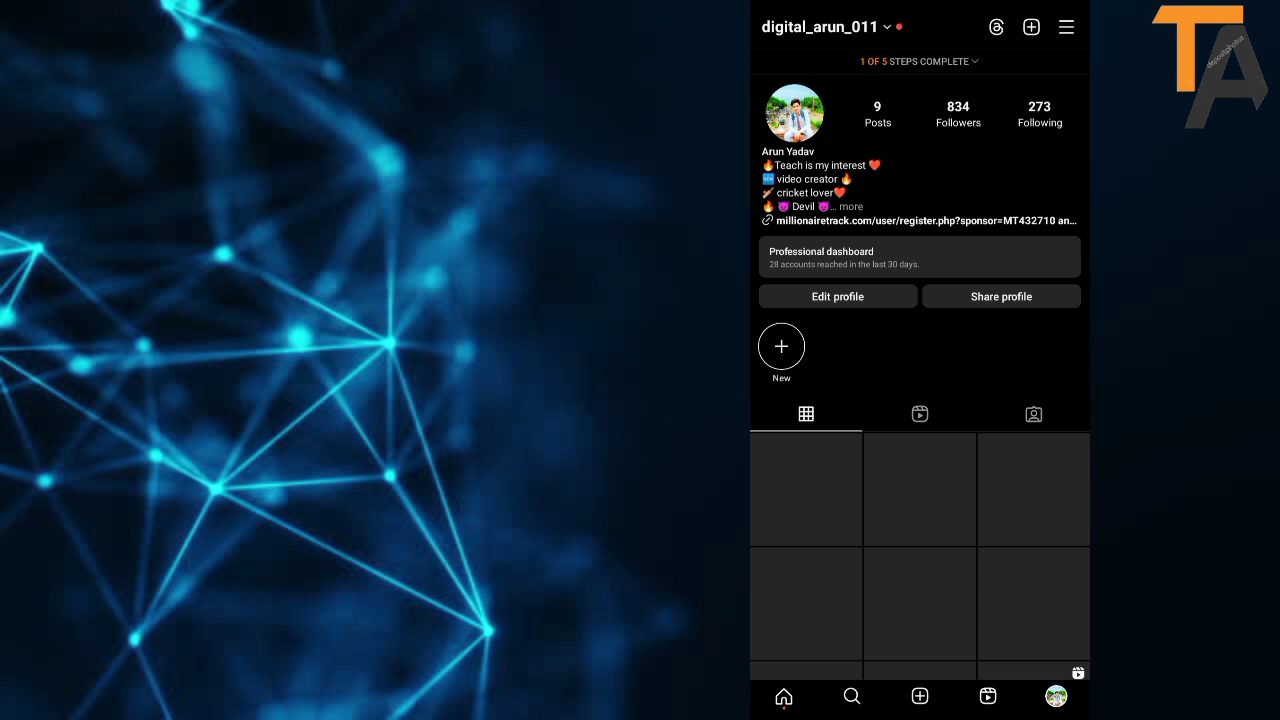 digital_arun_011
1 OF 5 STEPS COMPLETE
9
Posts
834
Followers
273
Following
Arun Yadav
🔥Teach is my interest ❤️
🆕 video creator 🔥
🏏 cricket lover❤️
🔥 😈 Devil 😈... more
millionairetrack.com/user/register.php?sponsor=MT432710 an...
Professional dashboard
28 accounts reached in the last 30 days.
Edit profile
Share profile
New
TA
depositphotos